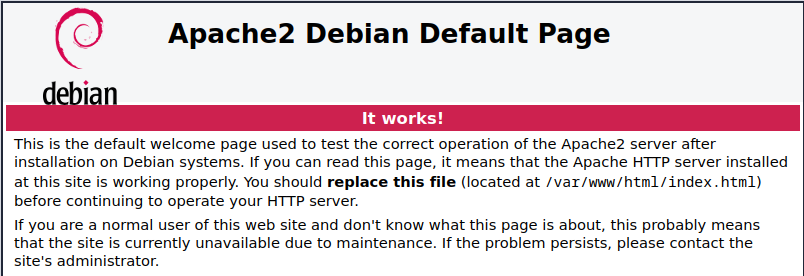 Apache2 Debian Default Page
debian
It works!
This is the default welcome page used to test the correct operation of the Apache2 server after
installation on Debian systems. If you can read this page, it means that the Apache HTTP server installed
at this site is working properly. You should replace this file (located at /var/www/html/index.html)
before continuing to operate your HTTP server.
If you are a normal user of this web site and don't know what this page is about, this probably means
that the site is currently unavailable due to maintenance. If the problem persists, please contact the
site's administrator.